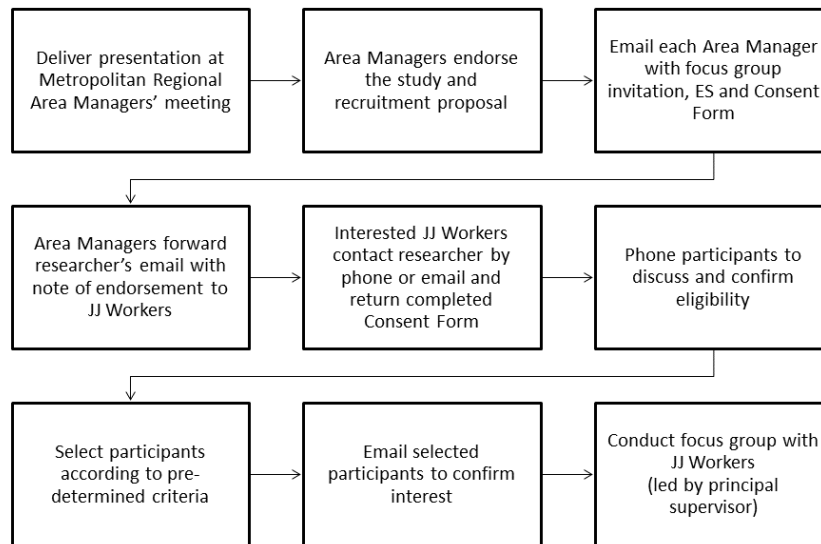 Deliver presentation at
Metropolitan Regional
Area Managers’ meeting
Area Managers endorse
the study and
recruitment proposal
Email each Area Manager
with focus group
invitation, ES and Consent
Form
Area Managers forward
researcher’s email with
note of endorsement to
JJ Workers
Interested JJ Workers
contact researcher by
phone or email and
return completed
Consent Form
Phone participants to
discuss and confirm
eligibility
Select participants
according to pre-
determined criteria
Email selected
participants to confirm
interest
Conduct focus group with
JJ Workers
(led by principal
supervisor)